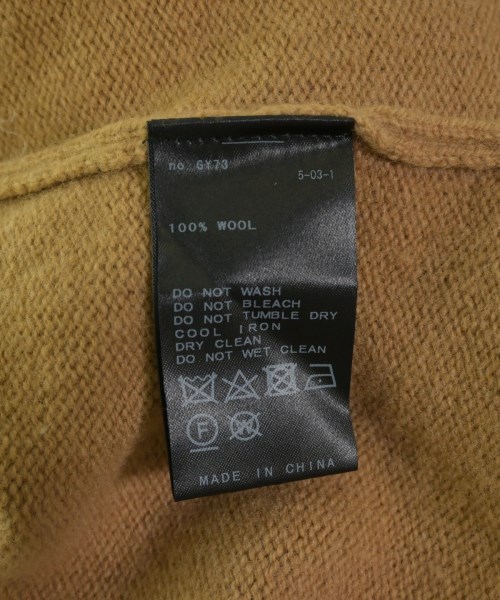 no. GY73
5-03-1
100% WOOL
DO NOT WASH
DO NOT BLEACH
DO NOT TUMBLE DRY
COOL IRON
DRY CLEAN
DO NOT WET CLEAN
F W
MADE IN CHINA